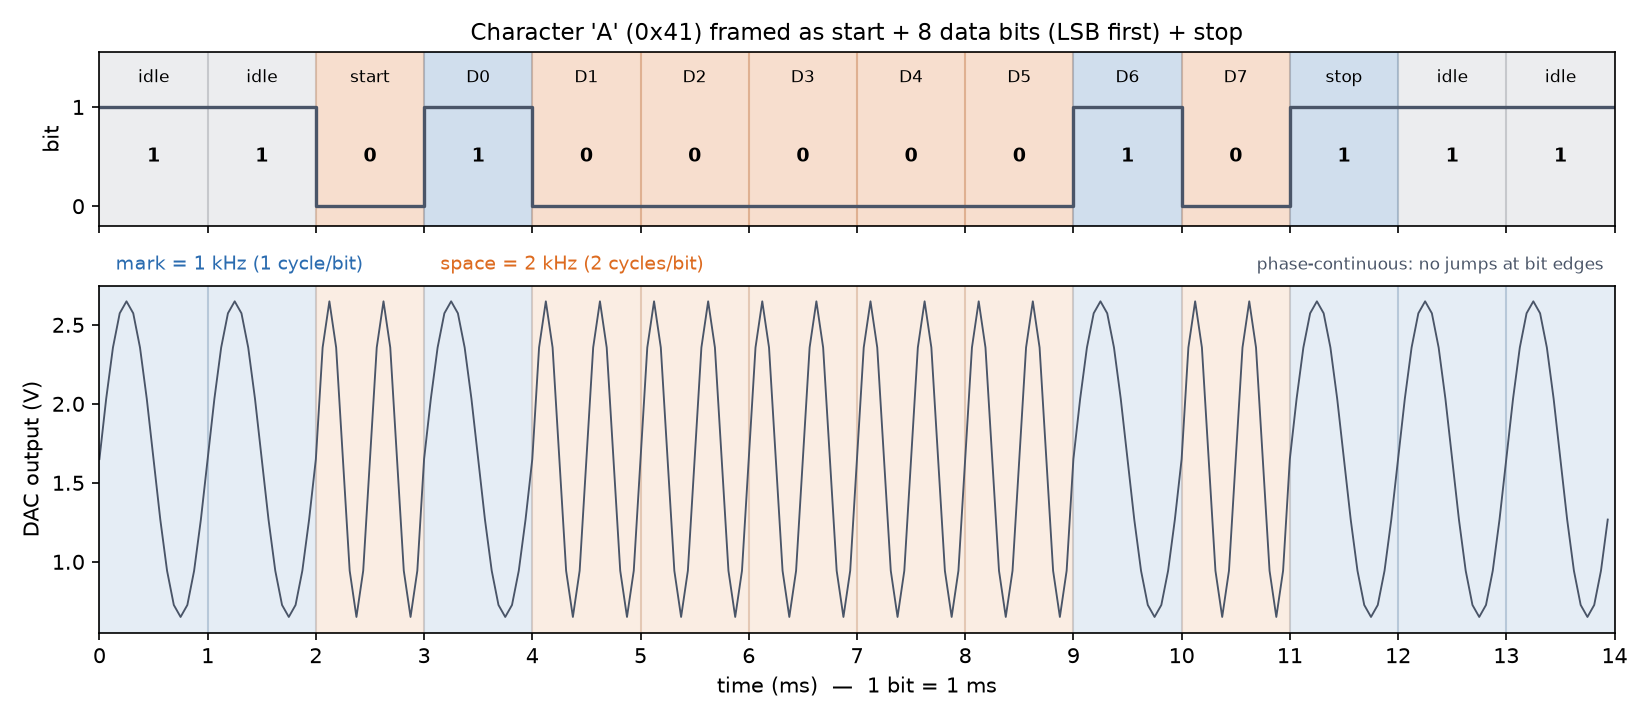 Character 'A' (0x41) framed as start + 8 data bits (LSB first) + stop
idle idle start D0 D1 D2 D3 D4 D5 D6 D7 stop idle idle
1
bit
1 1 0 1 0 0 0 0 0 1 0 1 1 1
0
mark = 1 kHz (1 cycle/bit) space = 2 kHz (2 cycles/bit) phase-continuous: no jumps at bit edges
2.5
2.0
DAC output (V)
1.5
1.0
0 1 2 3 4 5 6 7 8 9 10 11 12 13 14
time (ms) — 1 bit = 1 ms